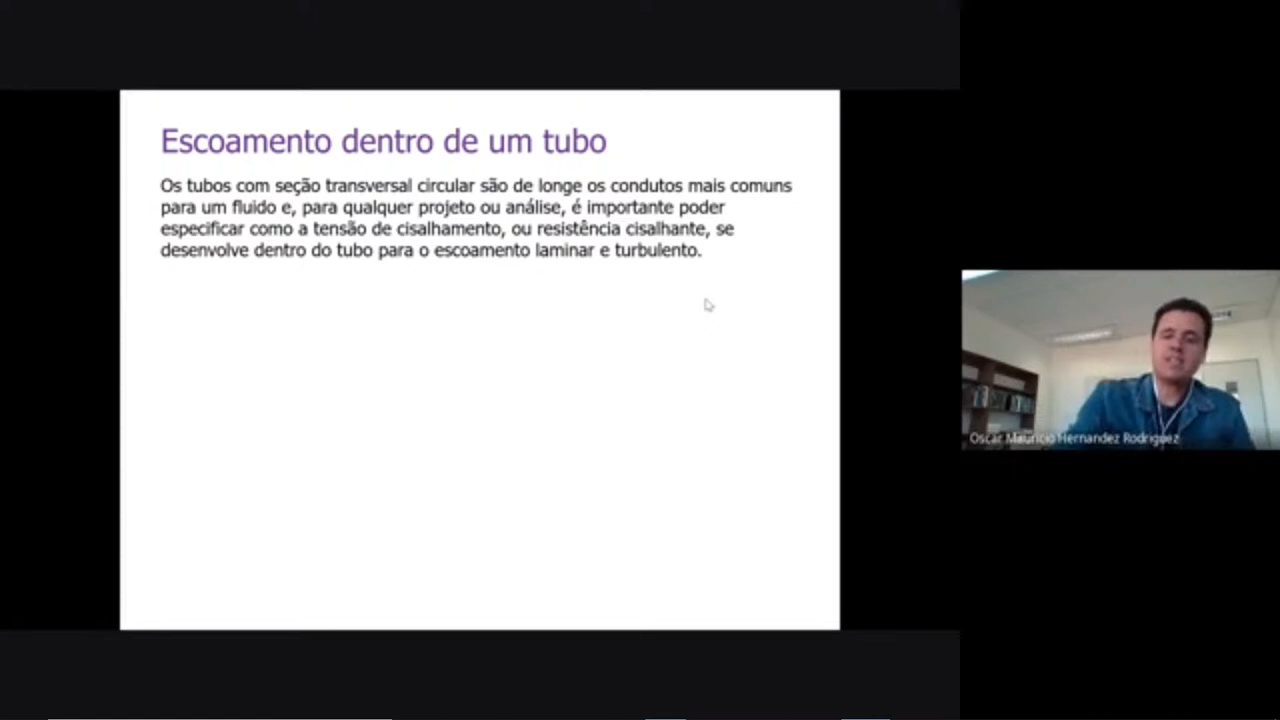 Escoamento dentro de um tubo
Os tubos com seção transversal circular são de longe os condutos mais comuns
para um fluido e, para qualquer projeto ou análise, é importante poder
especificar como a tensão de cisalhamento, ou resistência cisalhante, se
desenvolve dentro do tubo para o escoamento laminar e turbulento.
Oscar Mauricio Hernandez Rodriguez